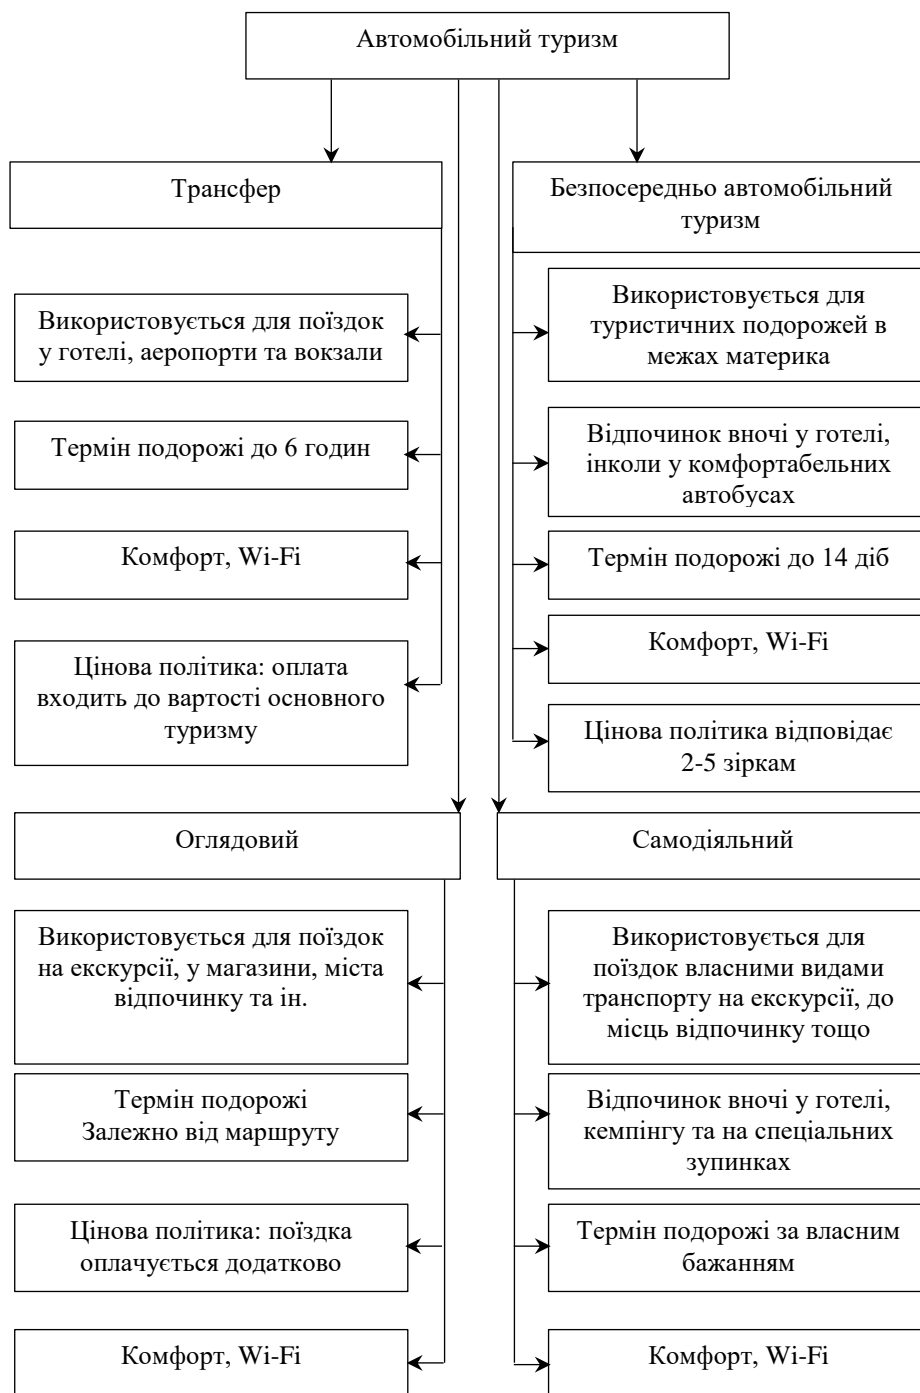 Автомобільний туризм
Трансфер
Використовується для поїздок
у готелі, аеропорти та вокзали
Термін подорожі до 6 годин
Комфорт, Wi-Fi
Цінова політика: оплата
входить до вартості основного
туризму
Безпосередньо автомобільний
туризм
Використовується для
туристичних подорожей в
межах материка
Відпочинок вночі у готелі,
інколи у комфортабельних
автобусах
Термін подорожі до 14 діб
Комфорт, Wi-Fi
Цінова політика відповідає
2-5 зіркам
Оглядовий
Використовується для поїздок
на екскурсії, у магазини, міста
відпочинку та ін.
Термін подорожі
Залежно від маршруту
Цінова політика: поїздка
оплачується додатково
Комфорт, Wi-Fi
Самодіяльний
Використовується для
поїздок власними видами
транспорту на екскурсії, до
місць відпочинку тощо
Відпочинок вночі у готелі,
кемпінгу та на спеціальних
зупинках
Термін подорожі за власним
бажанням
Комфорт, Wi-Fi